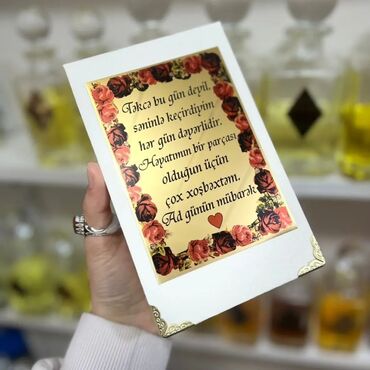 Təkcə bu gün deyil,
səninlə keçirdiyim
hər gün dəyərlidir.
Həyatımın bir parçası
olduğun üçün
çox xoşbəxtəm.
Ad günün mübarək